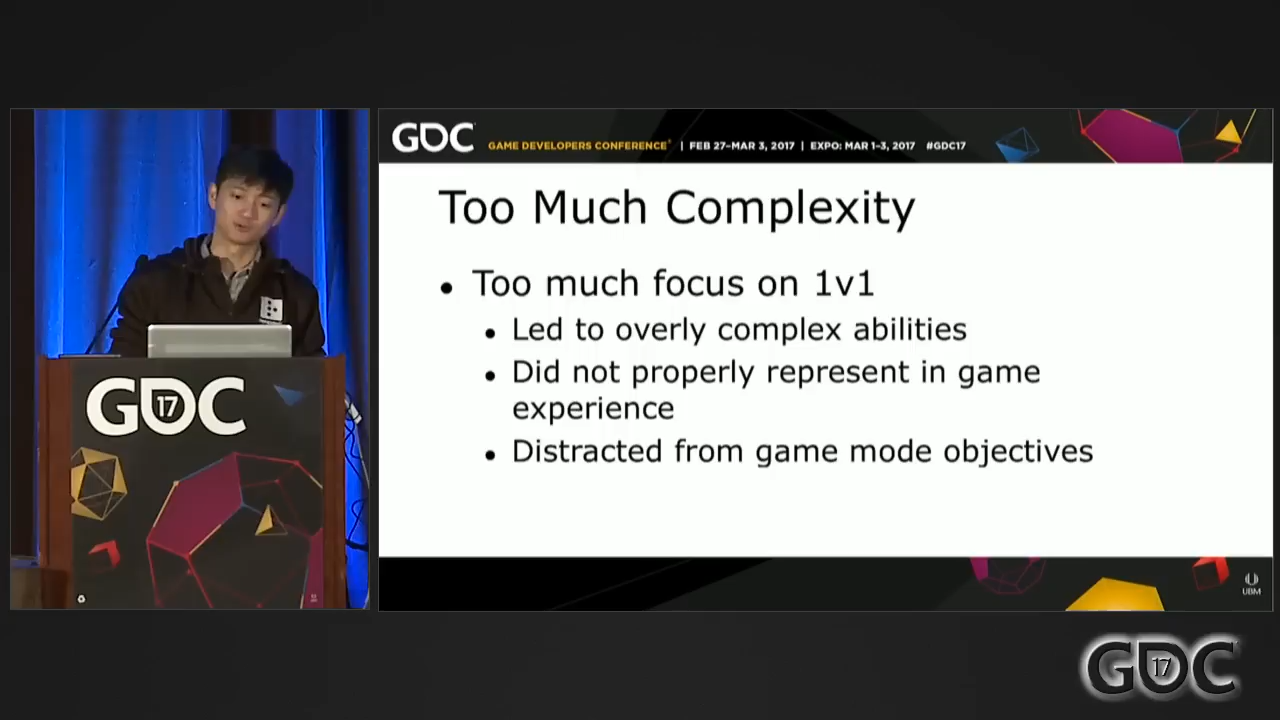 GDC
GAME DEVELOPERS CONFERENCE® | FEB 27–MAR 3, 2017 | EXPO: MAR 1–3, 2017 #GDC17
Too Much Complexity
• Too much focus on 1v1
• Led to overly complex abilities
• Did not properly represent in game
experience
• Distracted from game mode objectives
UBM
GDC
17
GDC
17